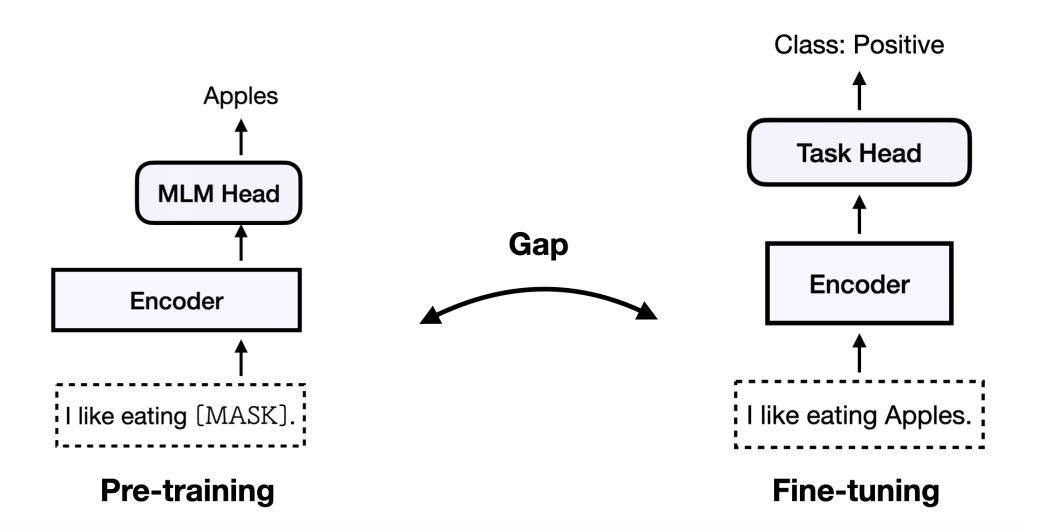 Apples
MLM Head
Encoder
I like eating [MASK].
Pre-training
Gap
Class: Positive
Task Head
Encoder
I like eating Apples.
Fine-tuning